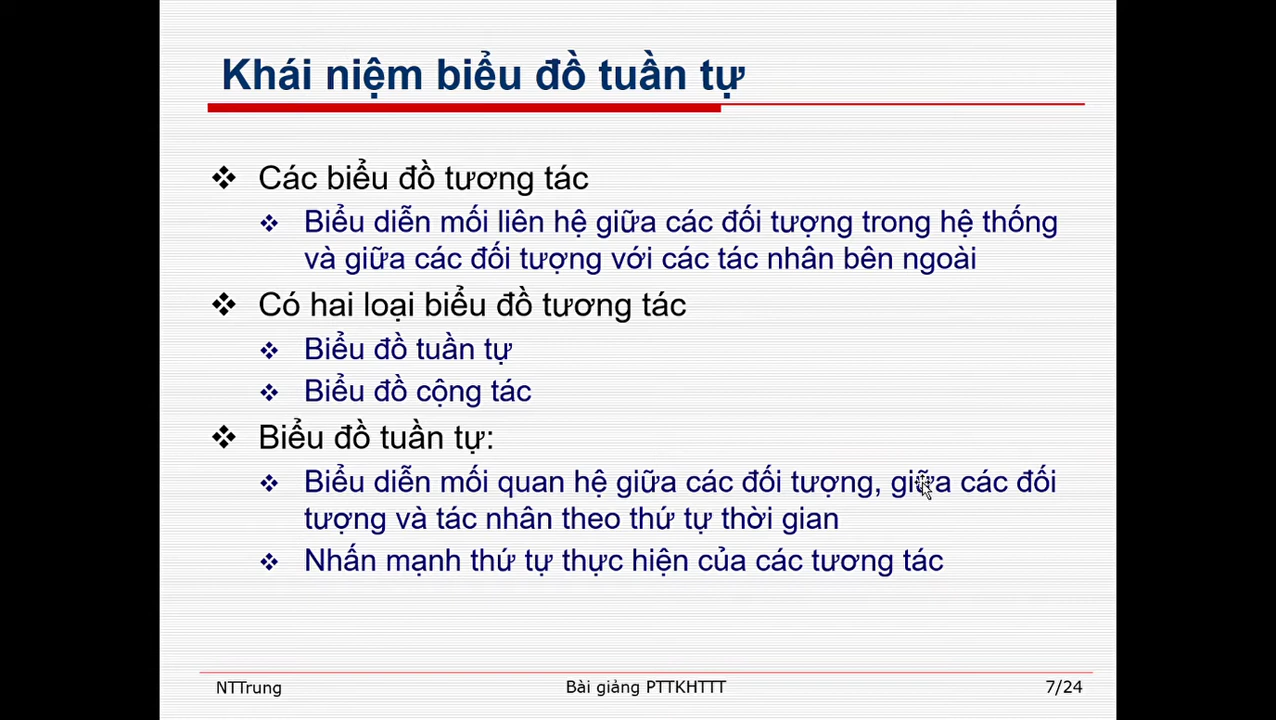 Khái niệm biểu đồ tuần tự
Các biểu đồ tương tác
Biểu diễn mối liên hệ giữa các đối tượng trong hệ thống
và giữa các đối tượng với các tác nhân bên ngoài
Có hai loại biểu đồ tương tác
Biểu đồ tuần tự
Biểu đồ cộng tác
Biểu đồ tuần tự:
Biểu diễn mối quan hệ giữa các đối tượng, giữa các đối
tượng và tác nhân theo thứ tự thời gian
Nhấn mạnh thứ tự thực hiện của các tương tác
NTTrung
Bài giảng PTTKHTTT
7/24